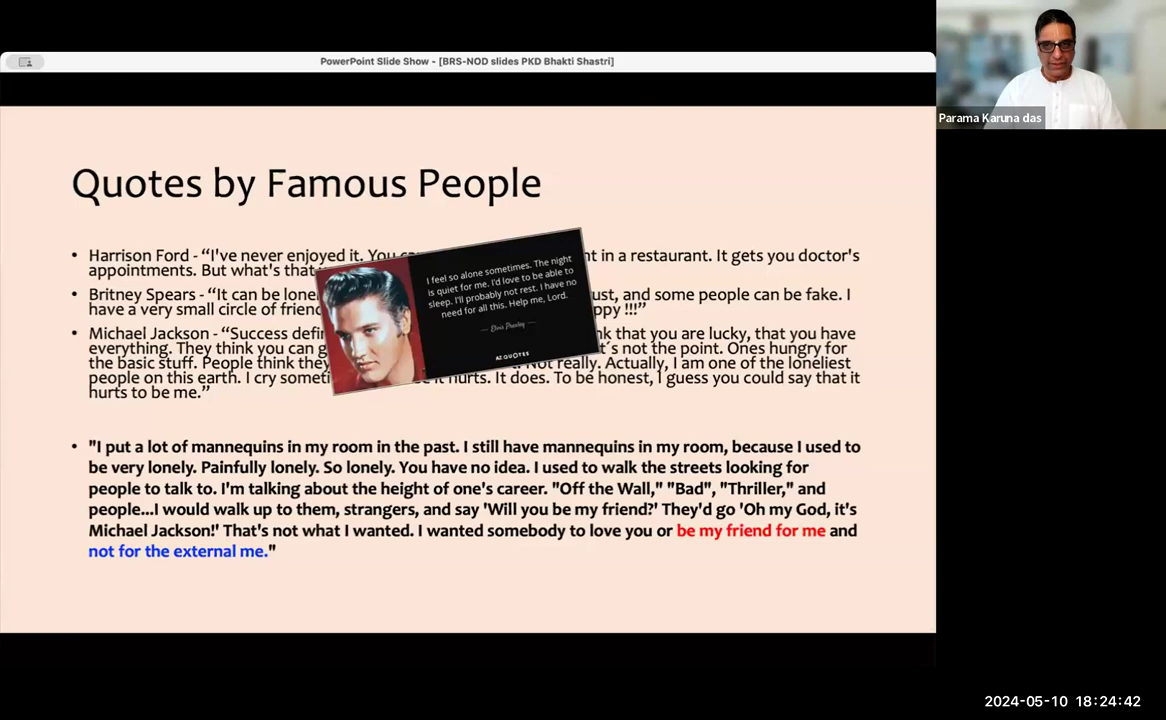 PowerPoint Slide Show - [BRS-NOD slides PKD Bhakti Shastri]
Parama Karuna das
Quotes by Famous People
• Harrison Ford - “I've never enjoyed it. You nt in a restaurant. It gets you doctor's
appointments. But what's that
• Britney Spears - “It can be lone ust, and some people can be fake. I
have a very small circle of frien ppy !!!”
• Michael Jackson - “Success defi nk that you are lucky, that you have
everything. They think you can g ´s not the point. Ones hungry for
the basic stuff. People think they Not really. Actually, I am one of the loneliest
people on this earth. I cry someti hurts. It does. To be honest, I guess you could say that it
hurts to be me.”
I feel so alone sometimes. The night
is quiet for me. I'd love to be able to
sleep. I'll probably not rest. I have no
need for all this. Help me, Lord.
— Elvis Presley —
AZ QUOTES
• "I put a lot of mannequins in my room in the past. I still have mannequins in my room, because I used to
be very lonely. Painfully lonely. So lonely. You have no idea. I used to walk the streets looking for
people to talk to. I'm talking about the height of one's career. "Off the Wall," "Bad", "Thriller," and
people...I would walk up to them, strangers, and say 'Will you be my friend?' They'd go 'Oh my God, it's
Michael Jackson!' That's not what I wanted. I wanted somebody to love you or be my friend for me and
not for the external me."
2024-05-10 18:24:42